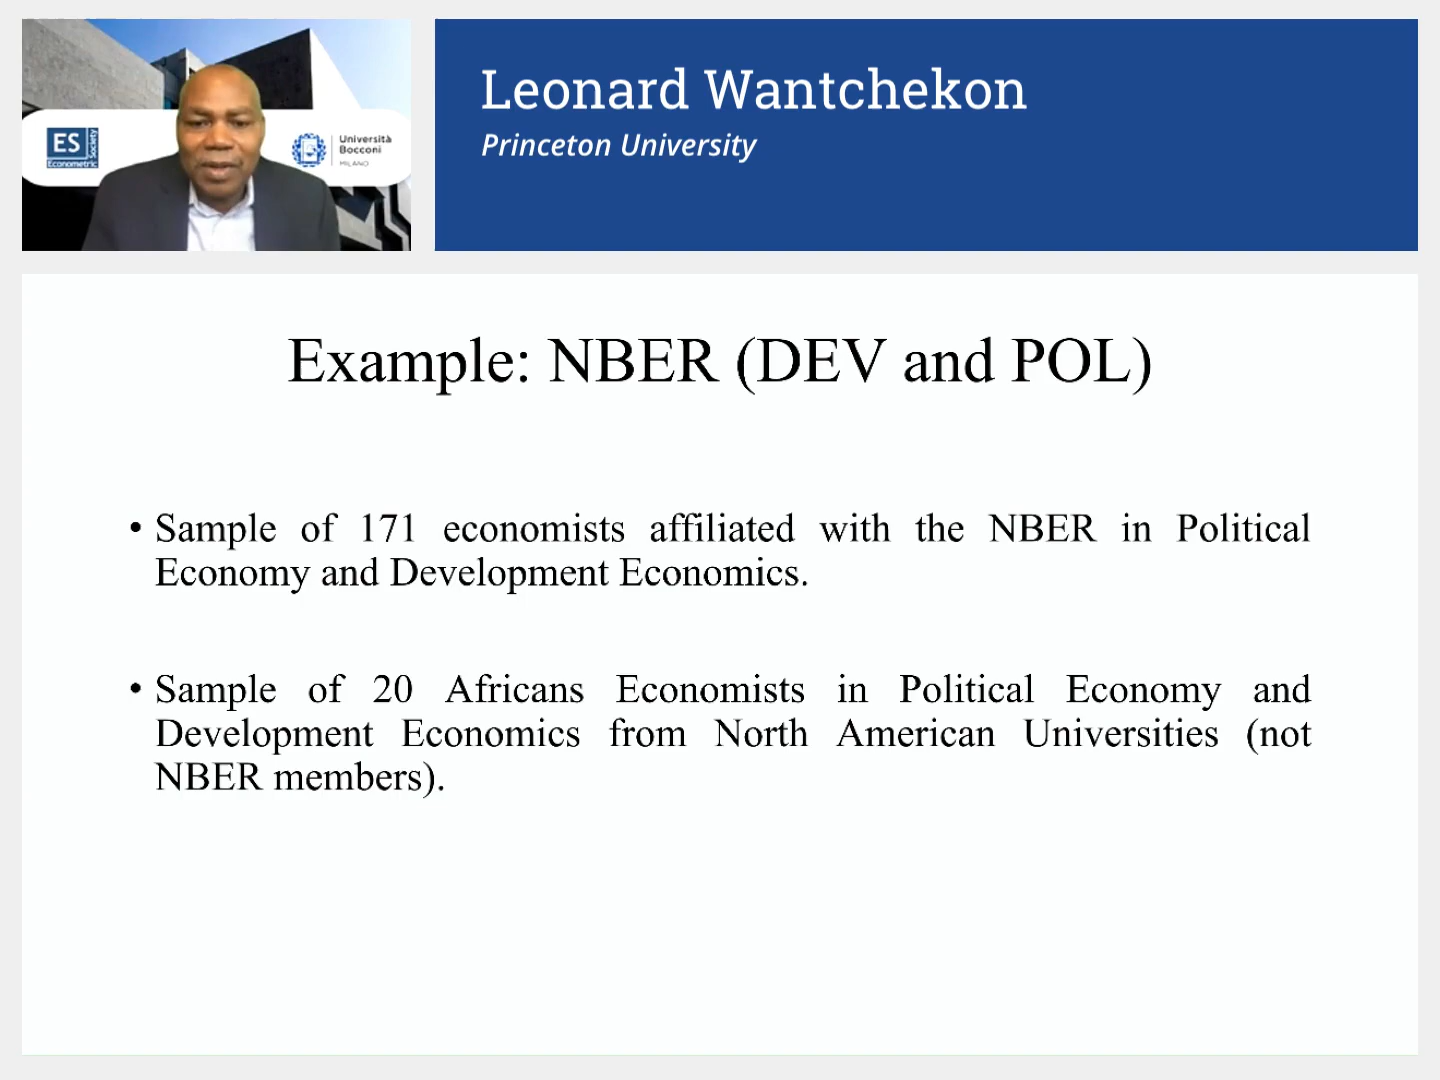 Leonard Wantchekon
Princeton University
ES
Society
Econometric
Università
Bocconi
MILANO
Example: NBER (DEV and POL)
• Sample of 171 economists affiliated with the NBER in Political
Economy and Development Economics.
• Sample of 20 Africans Economists in Political Economy and
Development Economics from North American Universities (not
NBER members).